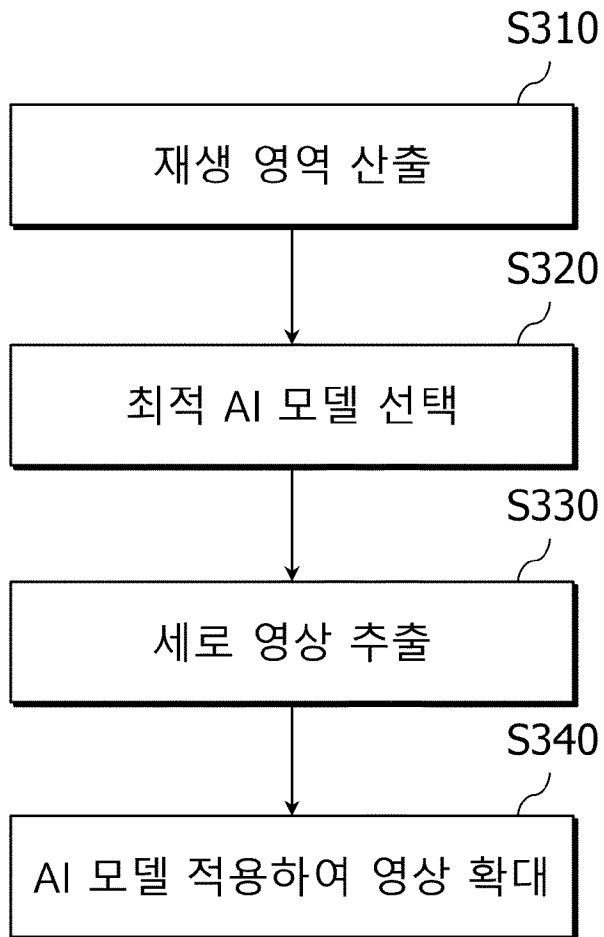 S310
재생 영역 산출
S320
최적 AI 모델 선택
S330
세로 영상 추출
S340
AI 모델 적용하여 영상 확대